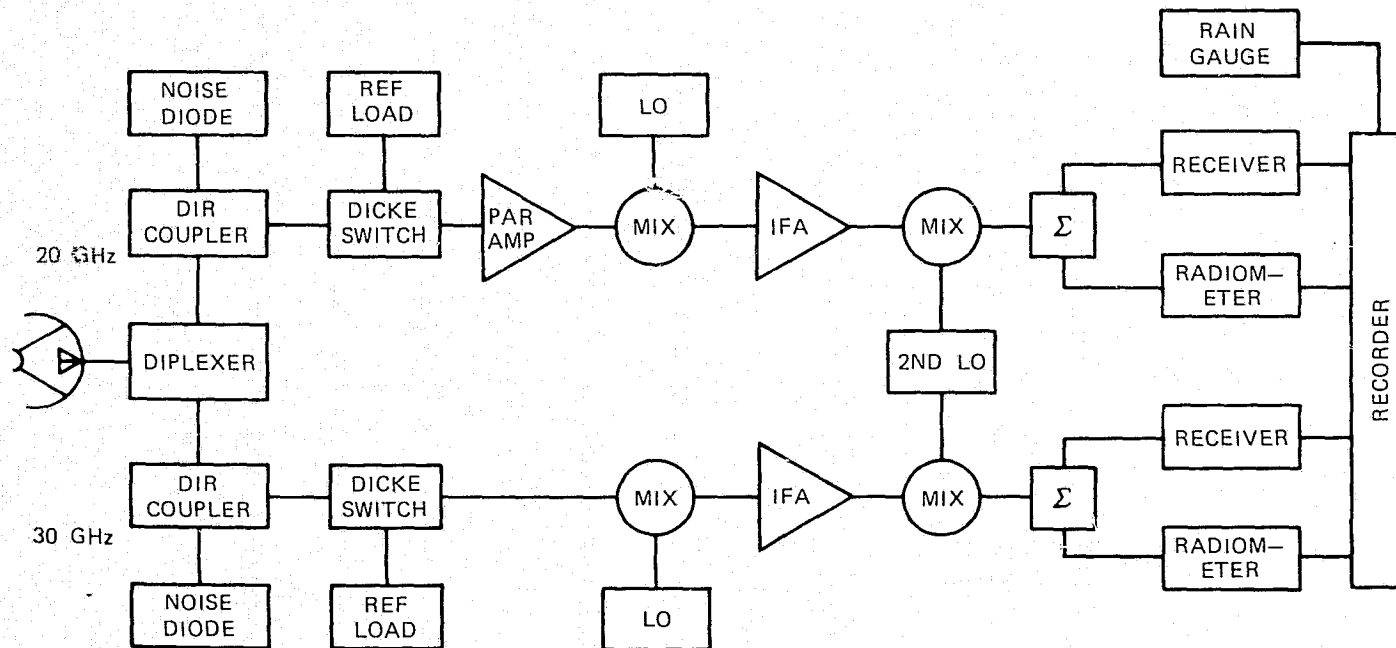 RAIN
GAUGE
NOISE
DIODE
REF
LOAD
LO
RECEIVER
DIR
COUPLER
DICKE
SWITCH
PAR
AMP
MIX
IFA
MIX
Σ
20 GHz
RADIOM—
ETER
DIPLEXER
2ND LO
RECORDER
RECEIVER
DIR
COUPLER
DICKE
SWITCH
MIX
IFA
MIX
Σ
30 GHz
RADIOM—
ETER
NOISE
DIODE
REF
LOAD
LO